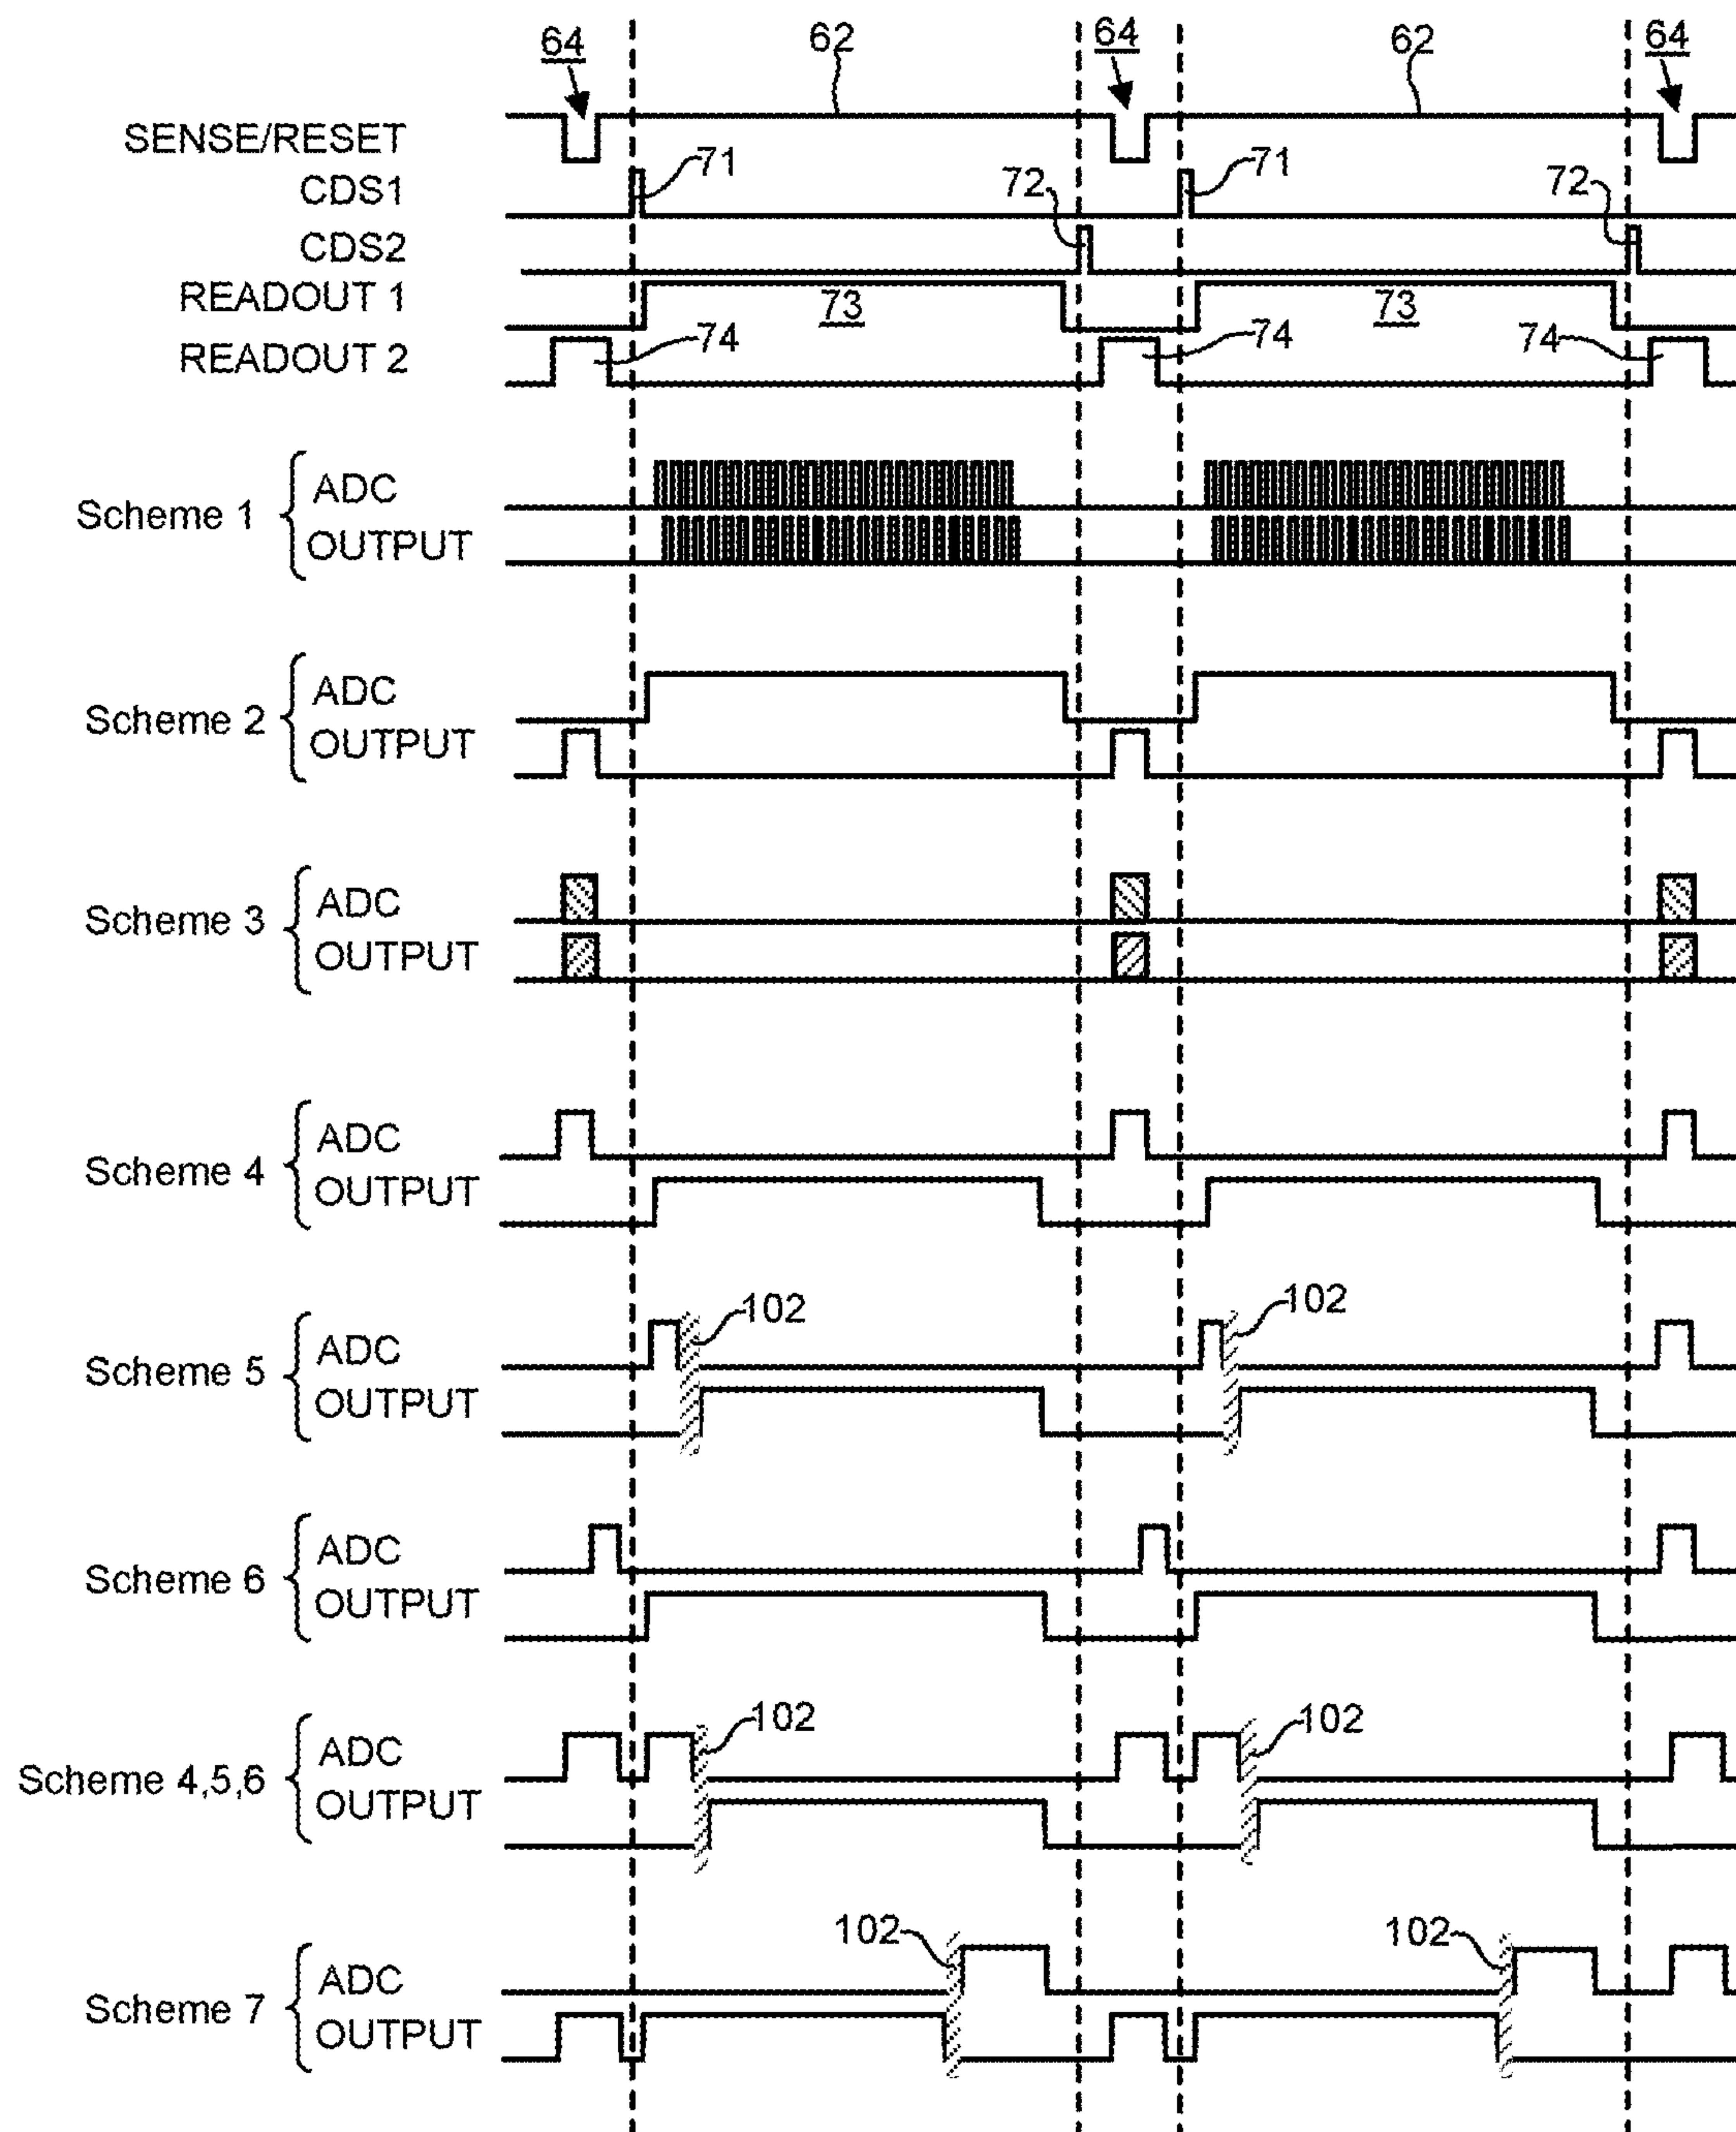 64 62 64 62 64
SENSE/RESET
71 71
CDS1
72 72
CDS2
READOUT 1
73 73
READOUT 2
74 74 74
Scheme 1
ADC
OUTPUT
Scheme 2
ADC
OUTPUT
Scheme 3
ADC
OUTPUT
Scheme 4
ADC
OUTPUT
102 102
Scheme 5
ADC
OUTPUT
Scheme 6
ADC
OUTPUT
102 102
Scheme 4,5,6
ADC
OUTPUT
102 102
Scheme 7
ADC
OUTPUT